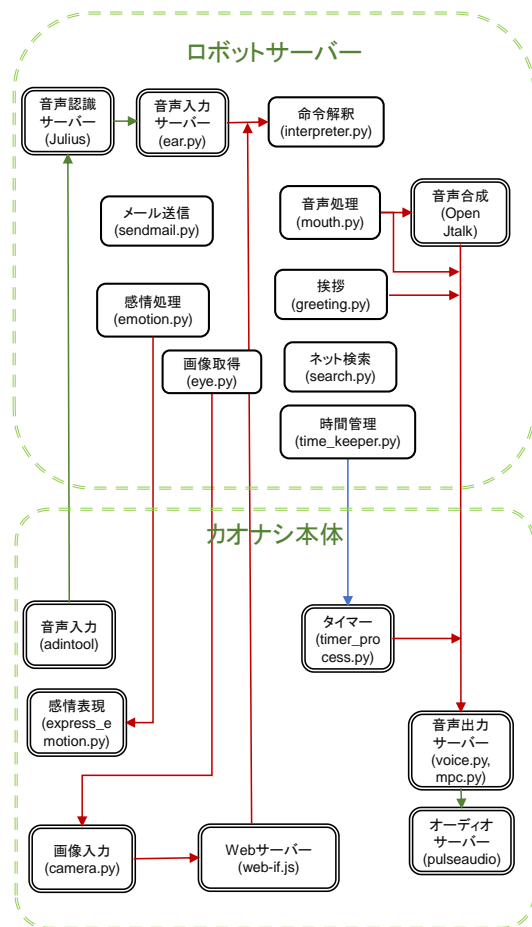 ロボットサーバー
音声認識
サーバー
(Julius)
音声入力
サーバー
(ear.py)
命令解釈
(interpreter.py)
メール送信
(sendmail.py)
音声処理
(mouth.py)
音声合成
(Open
Jtalk)
感情処理
(emotion.py)
挨拶
(greeting.py)
画像取得
(eye.py)
ネット検索
(search.py)
時間管理
(time_keeper.py)
カオナシ本体
音声入力
(adintool)
タイマー
(timer_pro
cess.py)
感情表現
(express_e
motion.py)
音声出力
サーバー
(voice.py,
mpc.py)
画像入力
(camera.py)
Webサーバー
(web-if.js)
オーディオ
サーバー
(pulseaudio)